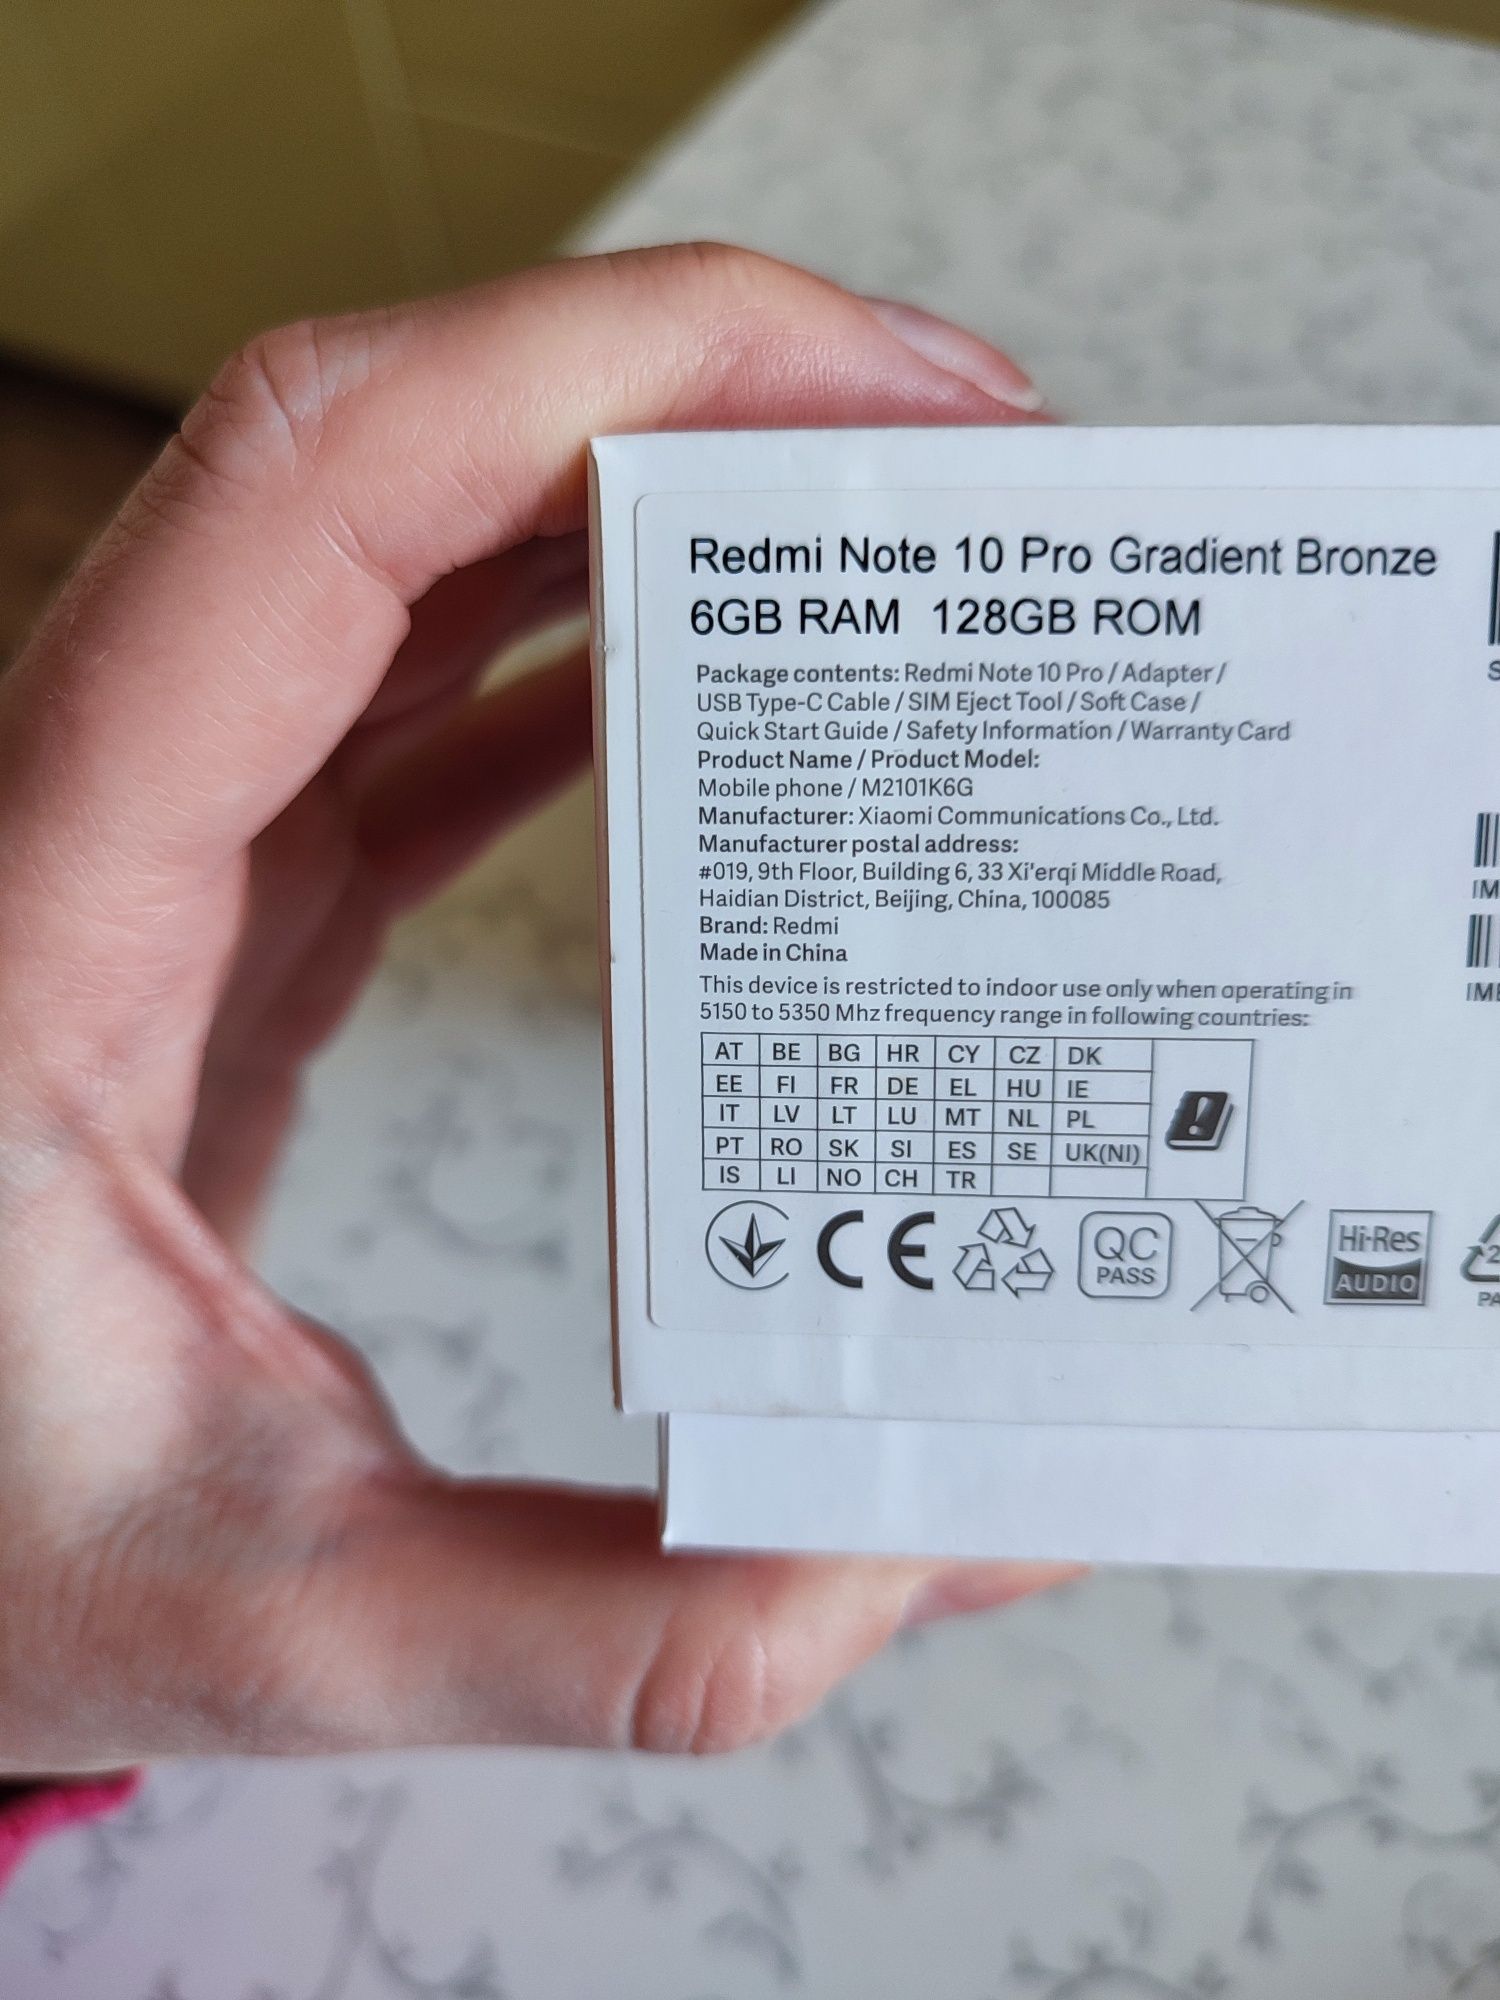 Redmi Note 10 Pro Gradient Bronze
6GB RAM 128GB ROM
Package contents: Redmi Note 10 Pro / Adapter /
USB Type-C Cable / SIM Eject Tool / Soft Case /
Quick Start Guide / Safety Information / Warranty Card
Product Name / Product Model:
Mobile phone / M2101K6G
Manufacturer: Xiaomi Communications Co., Ltd.
Manufacturer postal address:
#019, 9th Floor, Building 6, 33 Xi'erqi Middle Road,
Haidian District, Beijing, China, 100085
Brand: Redmi
Made in China
This device is restricted to indoor use only when operating in
5150 to 5350 Mhz frequency range in following countries:
AT BE BG HR CY CZ DK
EE FI FR DE EL HU IE
IT LV LT LU MT NL PL
PT RO SK SI ES SE UK(NI)
IS LI NO CH TR
CE
QC
PASS
Hi-Res
AUDIO